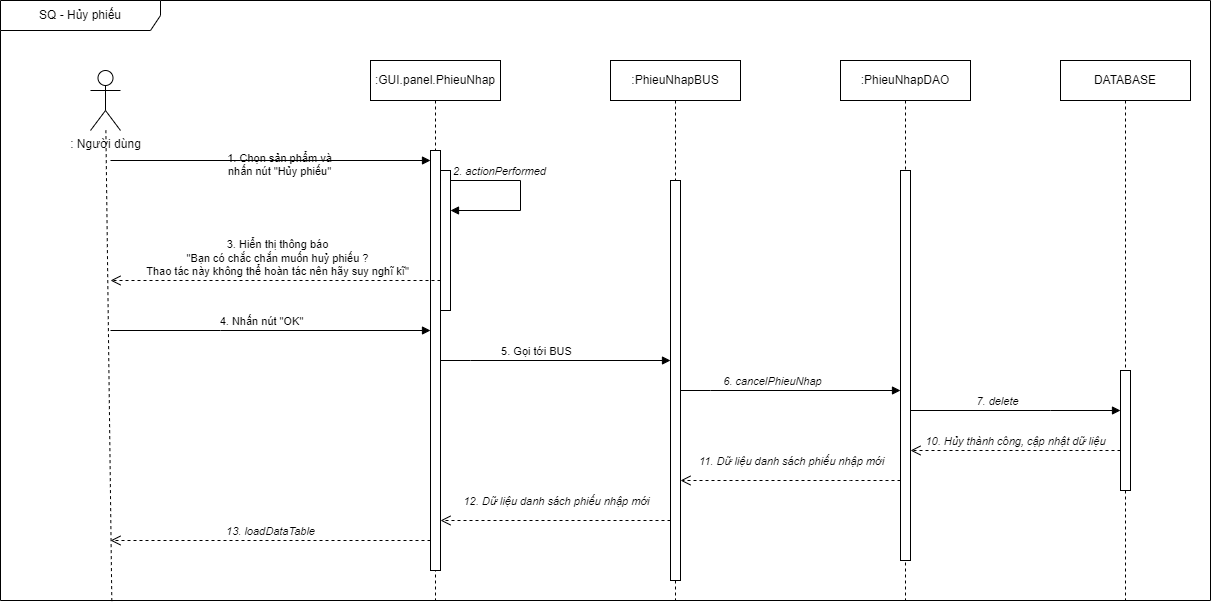 SQ - Hủy phiếu
:GUI.panel.PhieuNhap
:PhieuNhapBUS
:PhieuNhapDAO
DATABASE
: Người dùng
1. Chọn sản phẩm và
nhấn nút "Hủy phiếu"
2. actionPerformed
3. Hiển thị thông báo
"Bạn có chắc chắn muốn huỷ phiếu ?
Thao tác này không thể hoàn tác nên hãy suy nghĩ kĩ"
4. Nhấn nút "OK"
5. Gọi tới BUS
6. cancelPhieuNhap
7. delete
10. Hủy thành công, cập nhật dữ liệu
11. Dữ liệu danh sách phiếu nhập mới
12. Dữ liệu danh sách phiếu nhập mới
13. loadDataTable